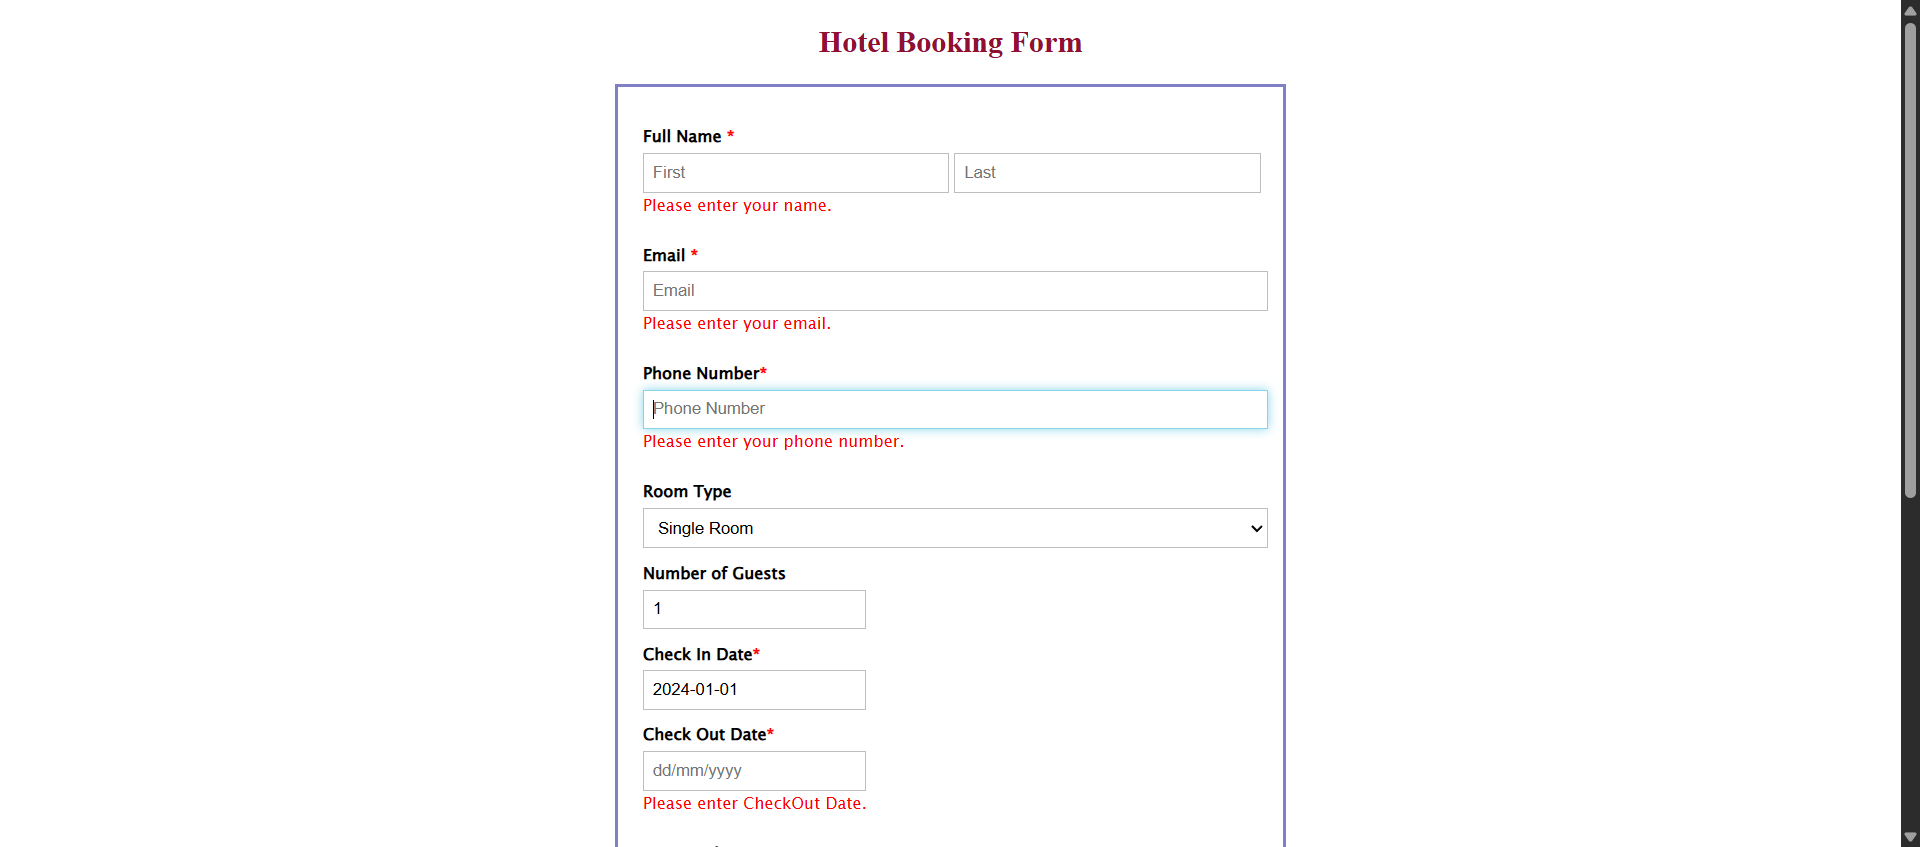 Hotel Booking Form
Full Name *
First Last
Please enter your name.
Email *
Email
Please enter your email.
Phone Number*
Phone Number
Please enter your phone number.
Room Type
Single Room
Number of Guests
1
Check In Date*
2024-01-01
Check Out Date*
dd/mm/yyyy
Please enter CheckOut Date.